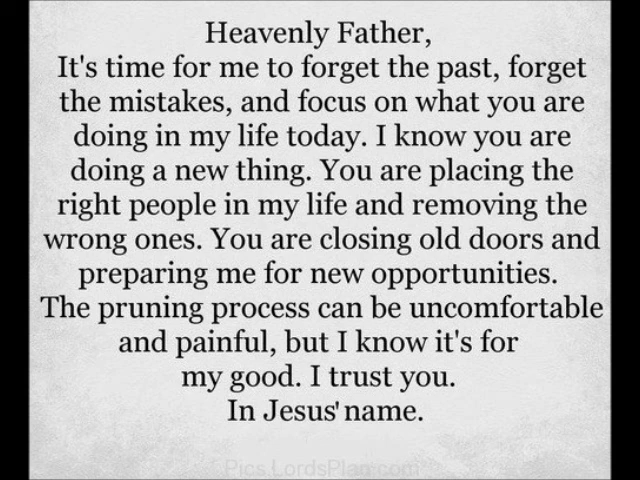 Heavenly Father,
It's time for me to forget the past, forget
the mistakes, and focus on what you are
doing in my life today. I know you are
doing a new thing. You are placing the
right people in my life and removing the
wrong ones. You are closing old doors and
preparing me for new opportunities.
The pruning process can be uncomfortable
and painful, but I know it's for
my good. I trust you.
In Jesus' name.
Pics.LordsPlan.com